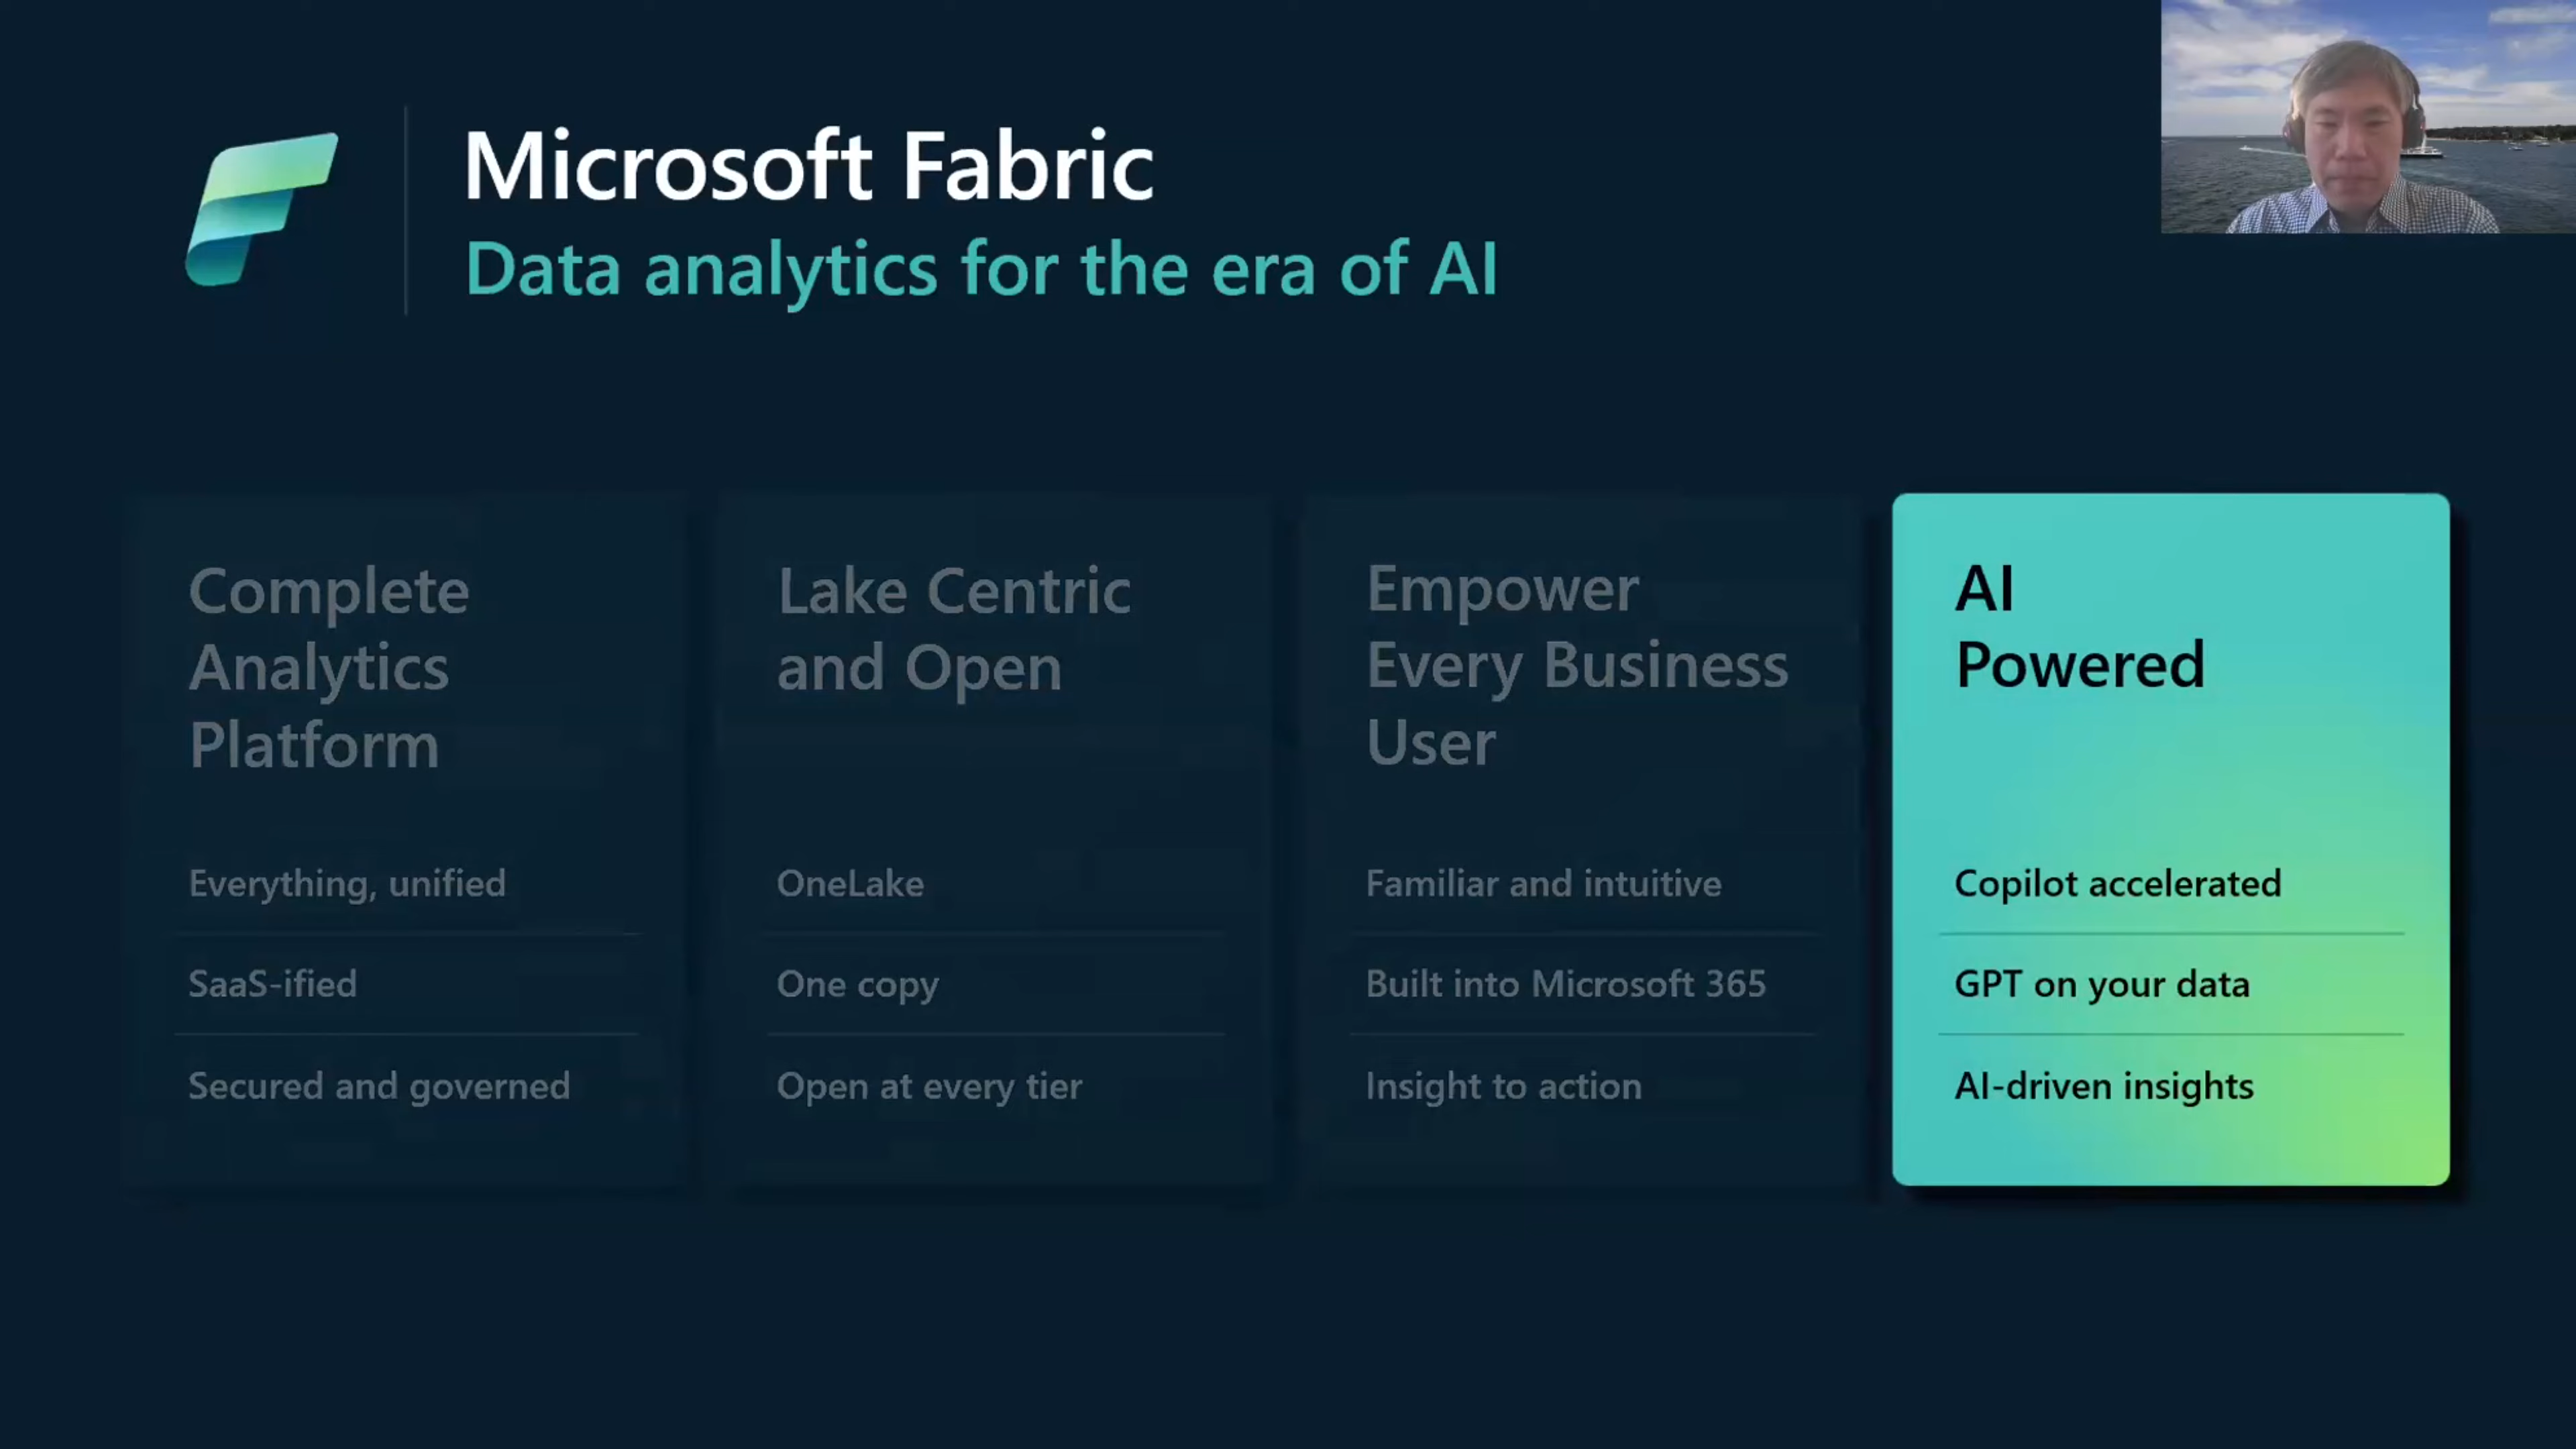 Microsoft Fabric
Data analytics for the era of AI
Complete
Analytics
Platform
Everything, unified
SaaS-ified
Secured and governed
Lake Centric
and Open
OneLake
One copy
Open at every tier
Empower
Every Business
User
Familiar and intuitive
Built into Microsoft 365
Insight to action
AI
Powered
Copilot accelerated
GPT on your data
AI-driven insights